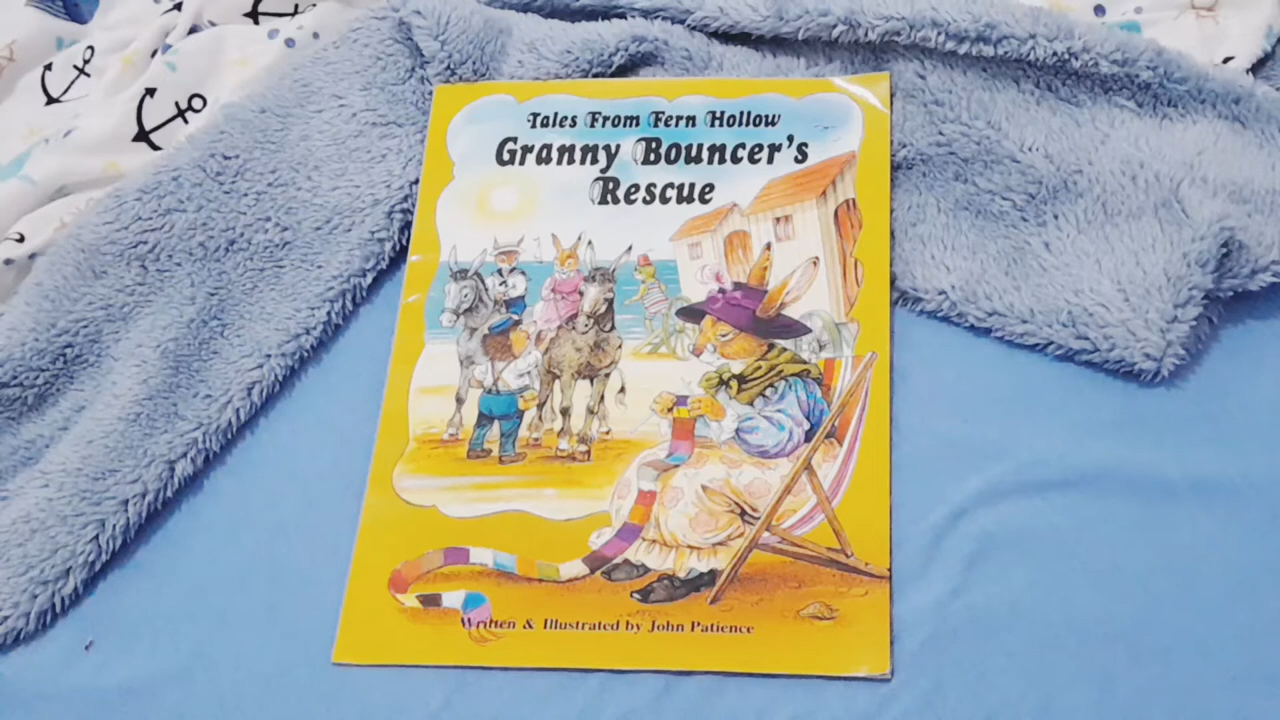 Tales From Fern Hollow
Granny Bouncer's
Rescue
Written & Illustrated by John Patience